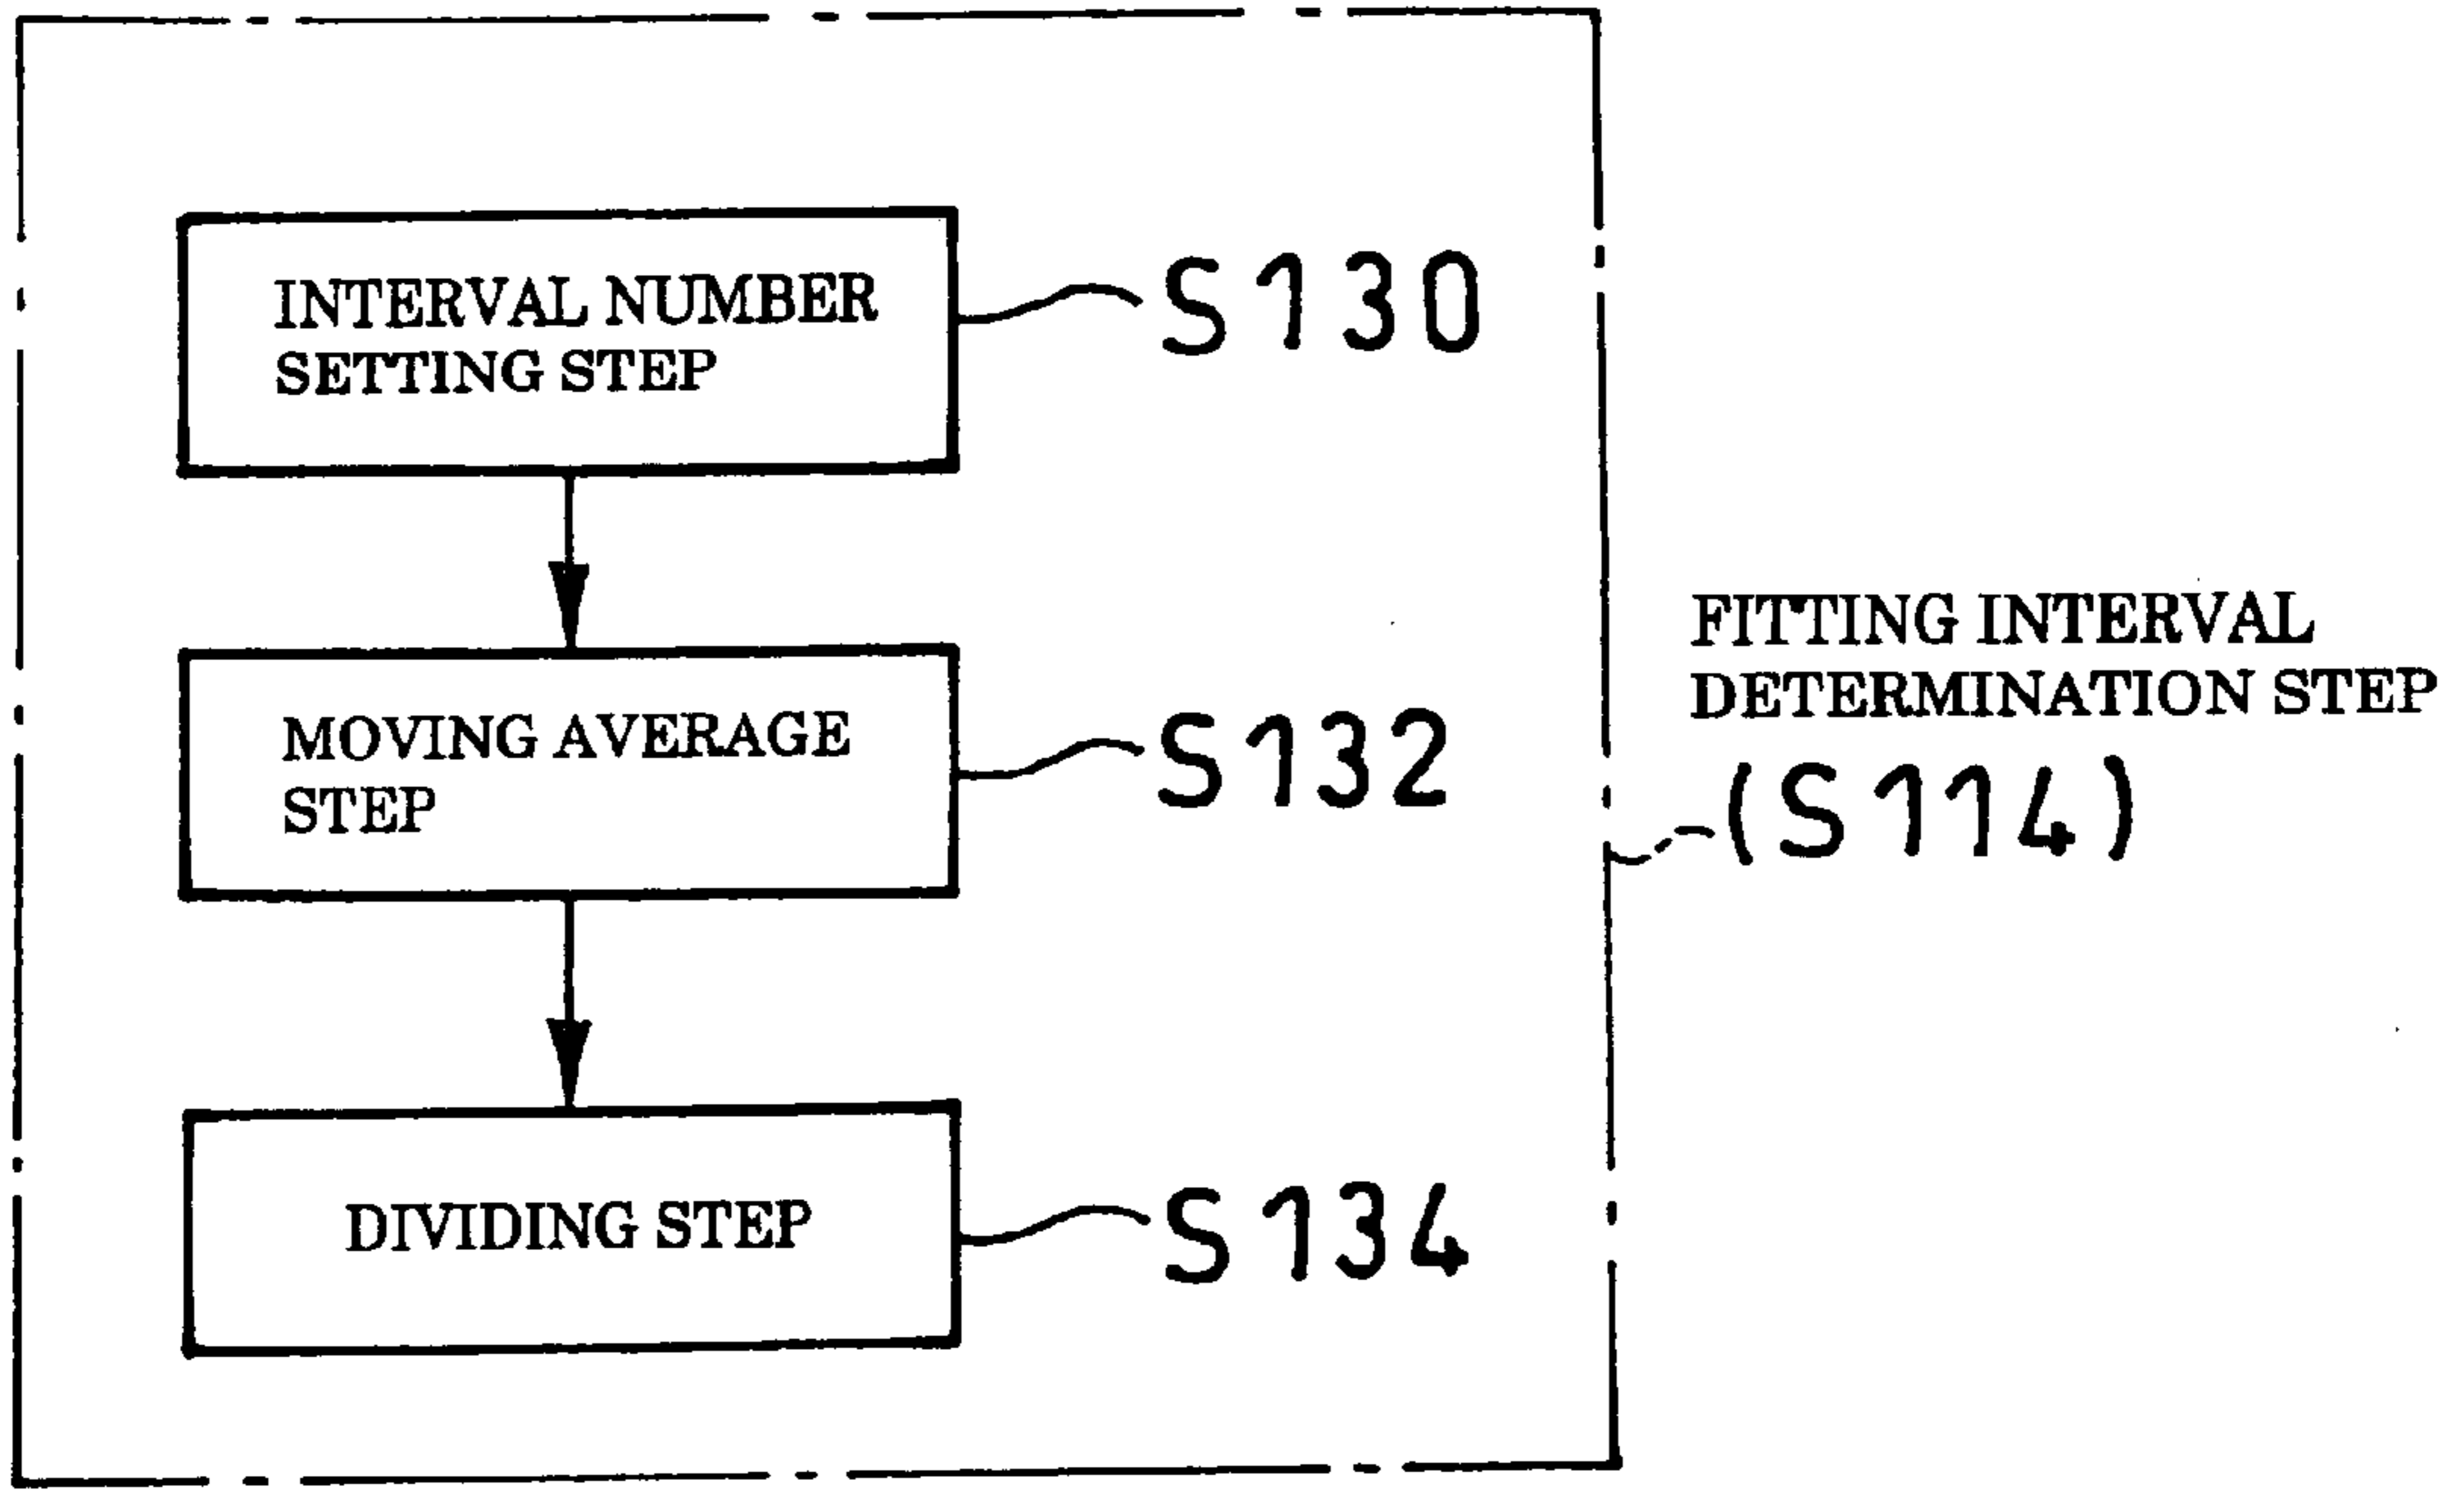 INTERVAL NUMBER
SETTING STEP
S130
MOVING AVERAGE
STEP
S132
DIVIDING STEP
S134
FITTING INTERVAL
DETERMINATION STEP
(S114)